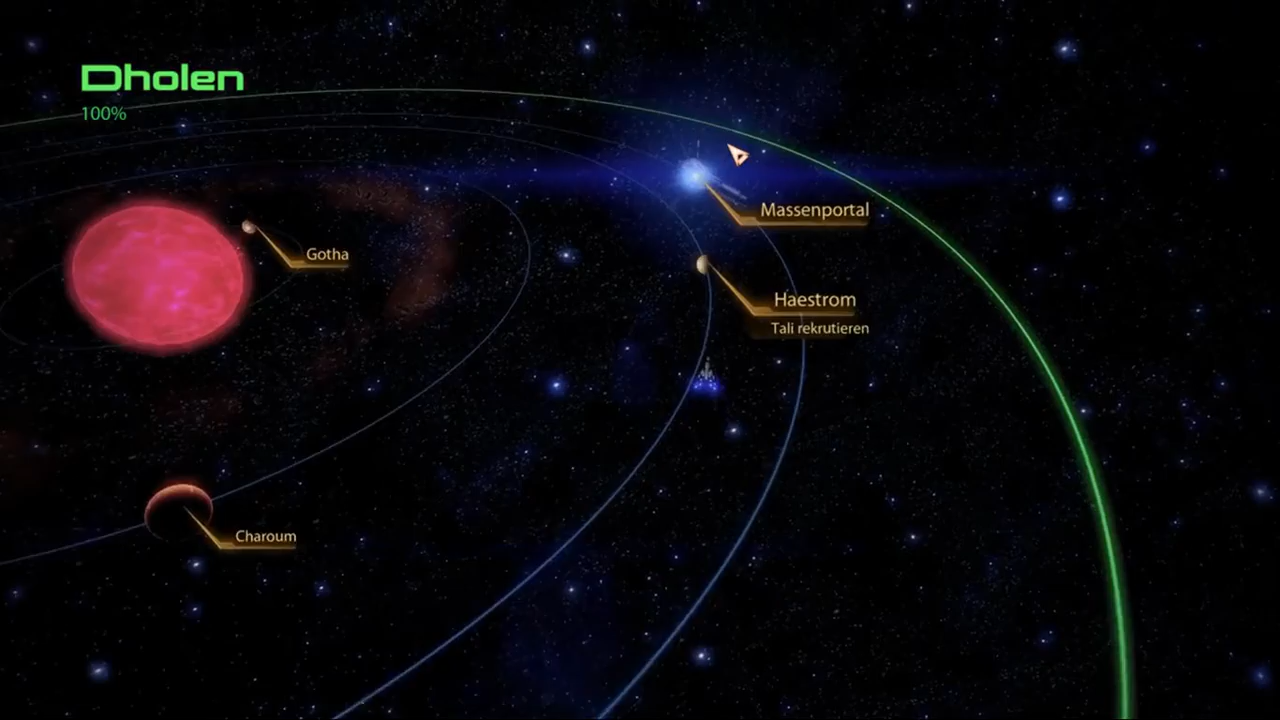 Dholen
100%
Massenportal
Gotha
Haestrom
Tali rekrutieren
Charoum